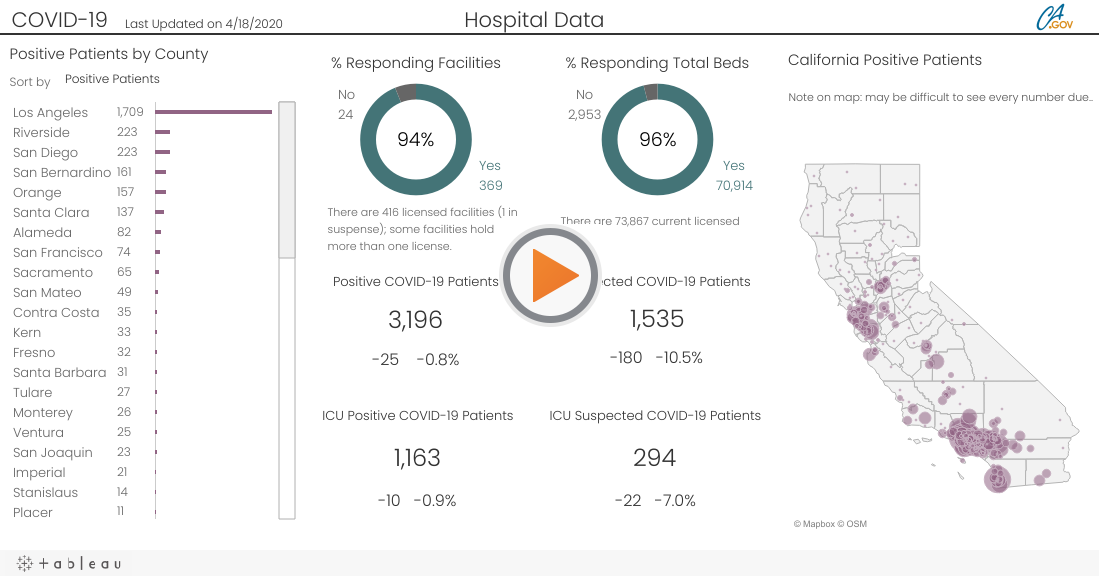 COVID-19 Last Updated on 4/18/2020
Hospital Data
CA.GOV
Positive Patients by County
Sort by Positive Patients
Los Angeles 1,709
Riverside 223
San Diego 223
San Bernardino 161
Orange 157
Santa Clara 137
Alameda 82
San Francisco 74
Sacramento 65
San Mateo 49
Contra Costa 35
Kern 33
Fresno 32
Santa Barbara 31
Tulare 27
Monterey 26
Ventura 25
San Joaquin 23
Imperial 21
Stanislaus 14
Placer 11
% Responding Facilities
No
24
94%
Yes
369
There are 416 licensed facilities (1 in
suspense); some facilities hold
more than one license.
% Responding Total Beds
No
2,953
96%
Yes
70,914
There are 73,867 current licensed
Positive COVID-19 Patients
3,196
-25 -0.8%
cted COVID-19 Patients
1,535
-180 -10.5%
ICU Positive COVID-19 Patients
1,163
-10 -0.9%
ICU Suspected COVID-19 Patients
294
-22 -7.0%
California Positive Patients
Note on map: may be difficult to see every number due..
© Mapbox © OSM
+ a b l e a u